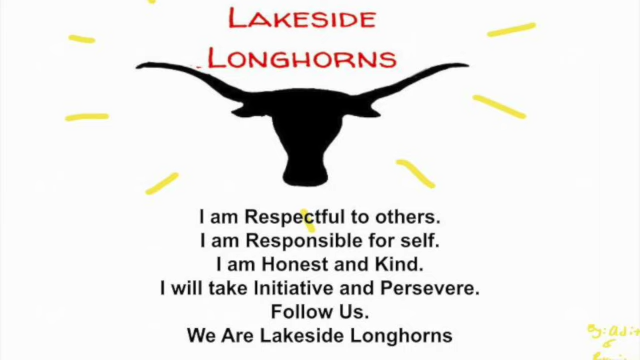 LAKESIDE
LONGHORNS
I am Respectful to others.
I am Responsible for self.
I am Honest and Kind.
I will take Initiative and Persevere.
Follow Us.
We Are Lakeside Longhorns
By: